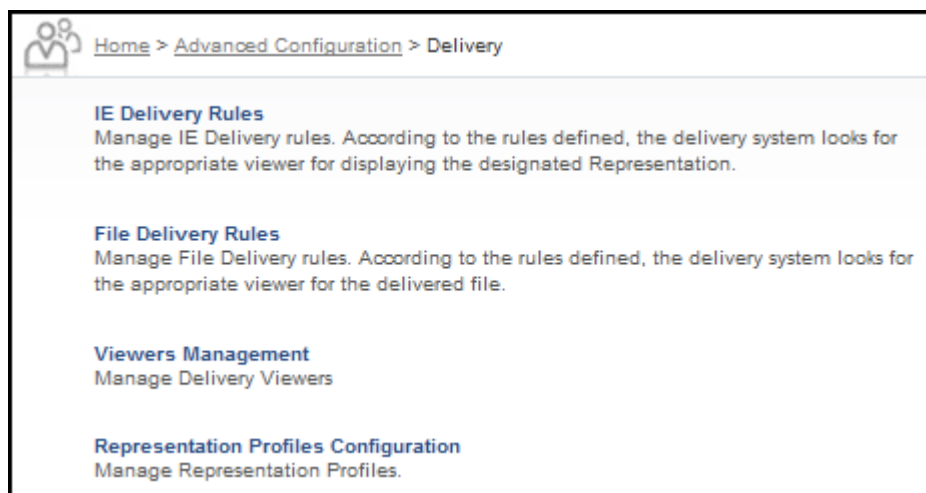 Home > Advanced Configuration > Delivery
IE Delivery Rules
Manage IE Delivery rules. According to the rules defined, the delivery system looks for
the appropriate viewer for displaying the designated Representation.
File Delivery Rules
Manage File Delivery rules. According to the rules defined, the delivery system looks for
the appropriate viewer for the delivered file.
Viewers Management
Manage Delivery Viewers
Representation Profiles Configuration
Manage Representation Profiles.